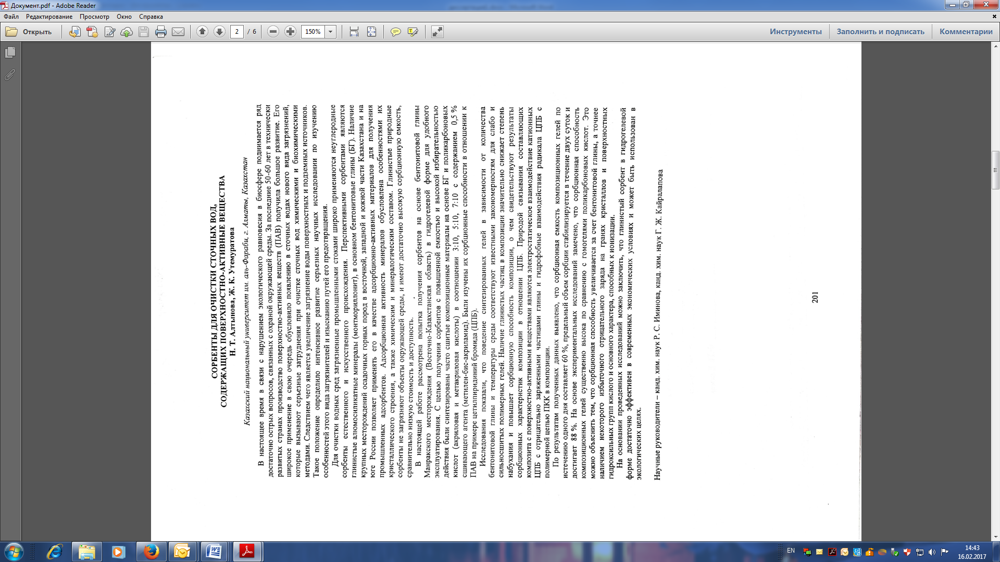 Документ.pdf - Adobe Reader
Файл Редактирование Просмотр Окно Справка
Открыть 2 / 6 150% Инструменты Заполнить и подписать Комментарии
СОРБЕНТЫ ДЛЯ ОЧИСТКИ СТОЧНЫХ ВОД,
СОДЕРЖАЩИХ ПОВЕРХНОСТНО-АКТИВНЫЕ ВЕЩЕСТВА
Н. Т. Алтынова, Ж. К. Утемуратова
Казахский национальный университет им. аль-Фараби, г. Алматы, Казахстан
В настоящее время в связи с нарушением экологического равновесия в биосфере поднимается ряд
достаточно острых вопросов, связанных с охраной окружающей среды. За последние 50-60 лет в технически
развитых странах производство поверхностно-активных веществ (ПАВ) получила большое развитие. Его
широкое применение в свою очередь обусловило появлению в сточных водах нового вида загрязнений,
которые вызывают серьезные затруднения при очистке сточных вод химическими и биохимическими
методами. Следствием чего является увеличение загрязнение воды поверхностных и подземных источников.
Такое положение определило интенсивное развитие серьезных научных исследовании по изучению
особенностей этого вида загрязнителей и изысканию путей его предотвращения.
Для очистки водных сред загрязненные промышленными стоками широко применяются неуглеродные
сорбенты естественного и искусственного происхождения. Перспективными сорбентами являются
глинистые алюмосиликатные минералы (монтмориллонит), в основном бентонитовые глины (БГ). Наличие
крупных месторождений осадочных горных пород в восточной, западной и южной части Казахстана и на
юге России позволяет применять его в качестве адсорбционно-активных материалов для получения
промышленных адсорбентов. Адсорбционная активность минералов обусловлена особенностями их
кристаллического строения, а также химическим и минералогическим составом. Глинистые природные
сорбенты не загрязняют объекты окружающей среды, и имеют достаточно высокую сорбционную емкость,
сравнительно низкую стоимость и доступность.
В настоящей работе рассмотрена попытка получения сорбентов на основе бентонитовой глины
Манракского месторождения (Восточно-Казахстанская область) в гидрогелевой форме для удобного
эксплуатирования. С целью получения сорбентов с повышенной емкостью и высокой избирательностью
действия были синтезированы часто сшитые композиционные материалы на основе БГ и поликарбоновых
кислот (акриловая и метакриловая кислоты) в соотношении 3:10, 5:10, 7:10 с содержанием 0,5 %
сшивающего агента (метилен-бис-акриламид). Были изучены их сорбционные способности в отношении к
ПАВ на примере цетилпиридиний бромида (ЦПБ).
Исследования показали, что поведение синтезированных гелей в зависимости от количества
бентонитовой глины и температуры среды соответствуют известными закономерностям для слабо и
сильносшитых полимерных гелей. Наличие глинистых частиц в композиции значительно снижает степень
набухания и повышает сорбционную способность композиции, о чем свидетельствуют результаты
сорбционных характеристик композиции в отношении ЦПБ. Природой связывания составляющих
композита с поверхностно-активными веществами являются электростатическое взаимодействие катионных
ЦПБ с отрицательно заряженными частицами глины и гидрофобные взаимодействия радикала ЦПБ с
полимерной цепью ПКК в композиции.
По результатам полученных данных выявлено, что сорбционная емкость композиционных гелей по
истечению одного дня составляет 60 %, предельный объем сорбции стабилизируется в течение двух суток и
достигает 88 %. На основе экспериментальных исследований замечено, что сорбционная способность
композиционных гелей существенно высока по сравнению с гомогелями поликарбоновых кислот. Это
можно объяснить тем, что сорбционная способность увеличивается за счет бентонитовой глины, а точнее
наличием некоторого избыточного отрицательного заряда на гранях кристаллов и поверхностных
гидроксильных групп кислого и основного характера, способных к ионизации.
На основании проведенных исследований можно заключить, что глинистый сорбент в гидрогелевой
форме достаточно эффективен в современных экономических условиях и может быть использован в
экологических целях.
Научные руководители – канд. хим. наук Р. С. Иминова, канд. хим. наук Г. Ж. Кайралапова
201
EN 14:43
16.02.2017